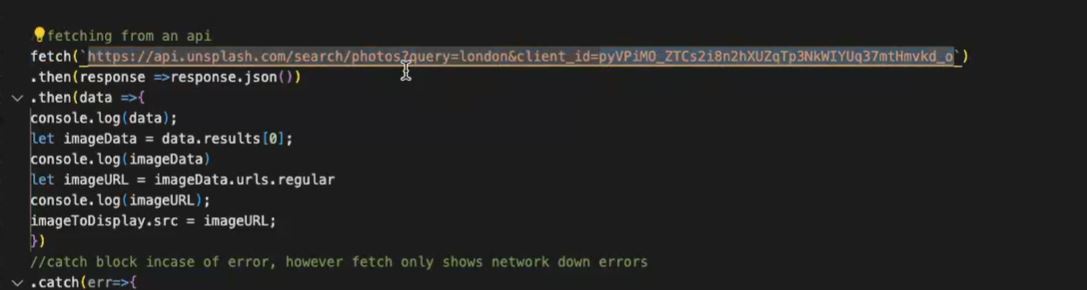 //fetching from an api
fetch(`https://api.unsplash.com/search/photos?query=london&client_id=pyVPiMO_ZTCs2i8n2hXUZqTp3NkWIYUq37mtHmvkd_o`)
.then(response =>response.json())
.then(data =>{
console.log(data);
let imageData = data.results[0];
console.log(imageData)
let imageURL = imageData.urls.regular
console.log(imageURL);
imageToDisplay.src = imageURL;
})
//catch block incase of error, however fetch only shows network down errors
.catch(err=>{